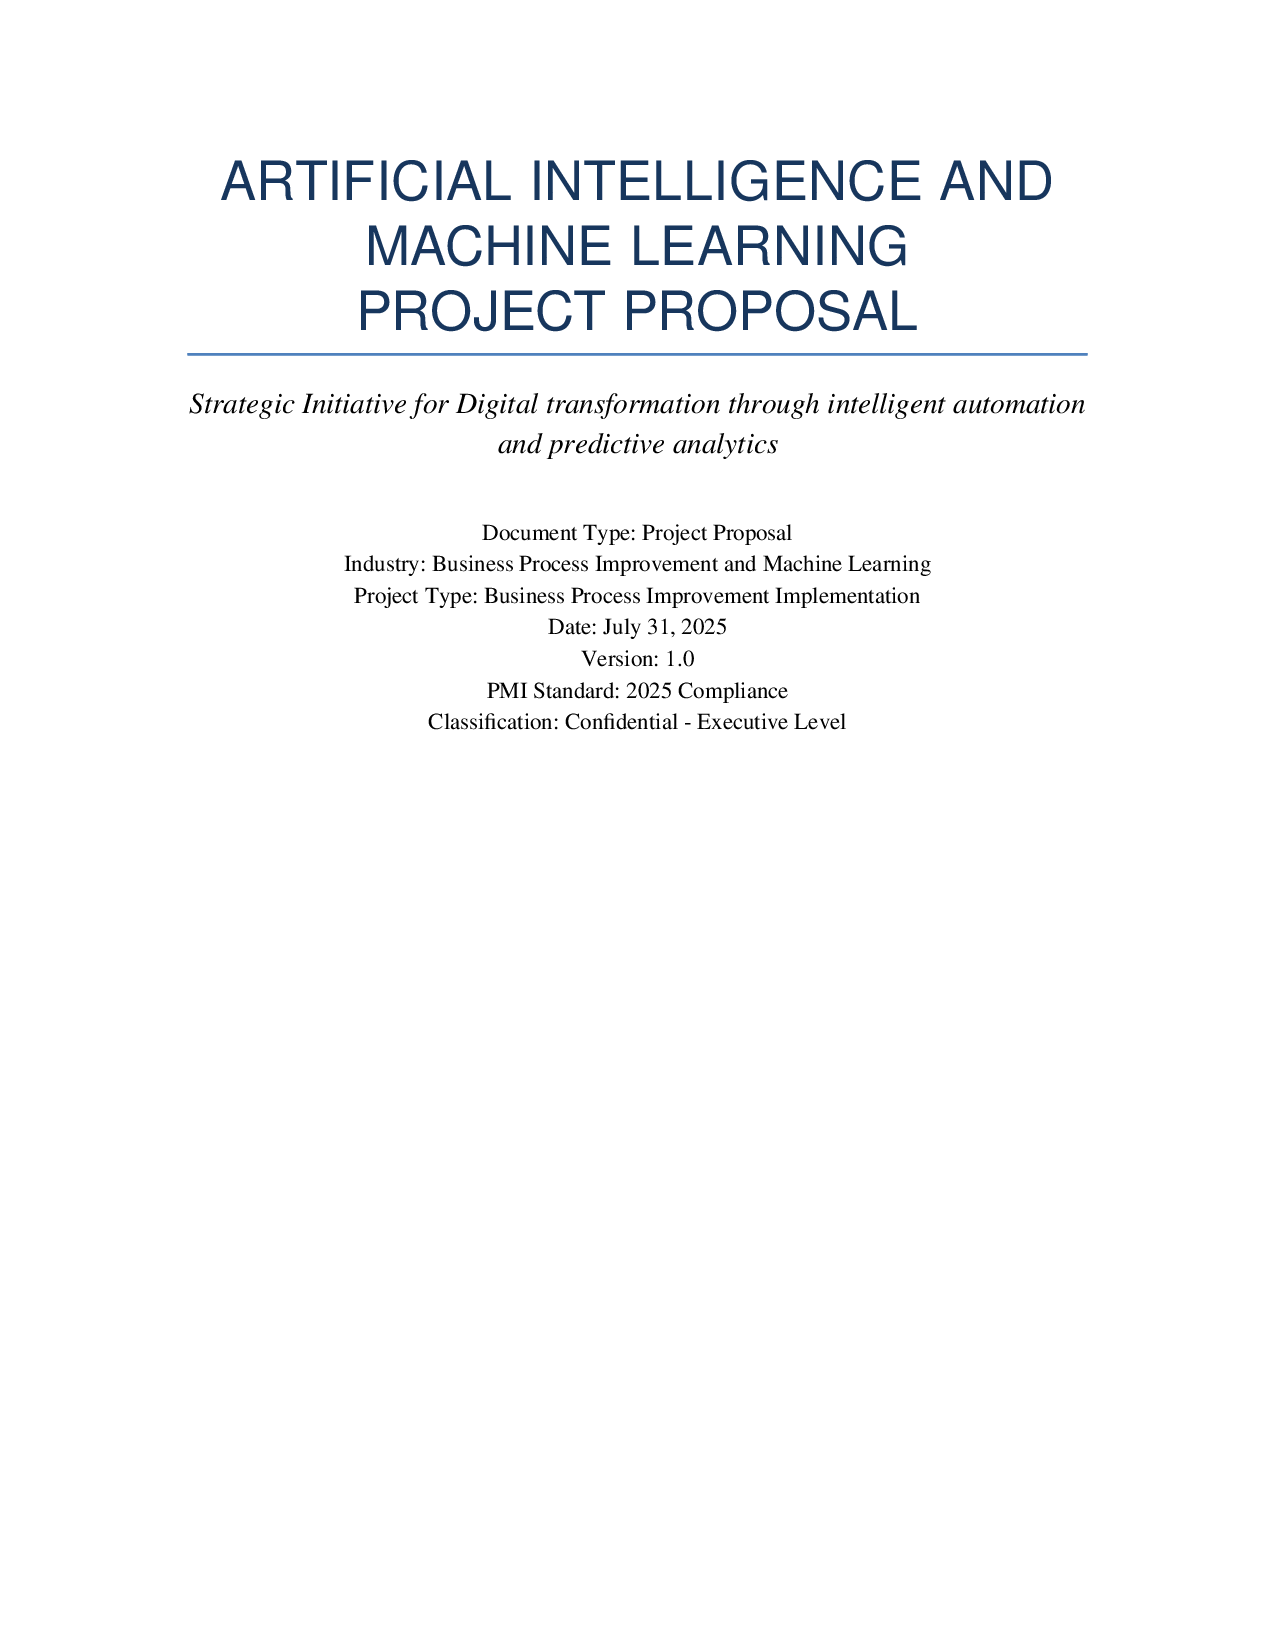 ARTIFICIAL INTELLIGENCE AND
MACHINE LEARNING
PROJECT PROPOSAL
Strategic Initiative for Digital transformation through intelligent automation
and predictive analytics
Document Type: Project Proposal
Industry: Business Process Improvement and Machine Learning
Project Type: Business Process Improvement Implementation
Date: July 31, 2025
Version: 1.0
PMI Standard: 2025 Compliance
Classification: Confidential - Executive Level